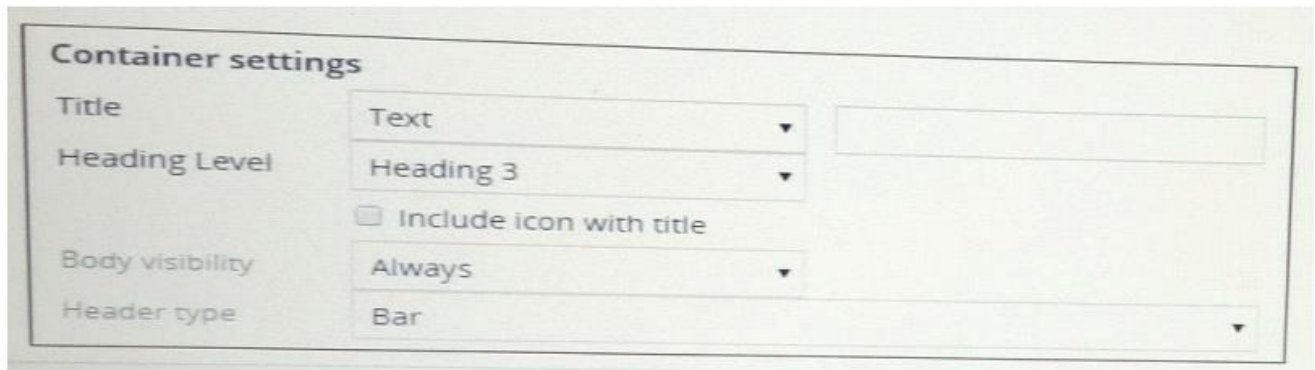 Container settings
Title Text
Heading Level Heading 3
Include icon with title
Body visibility Always
Header type Bar